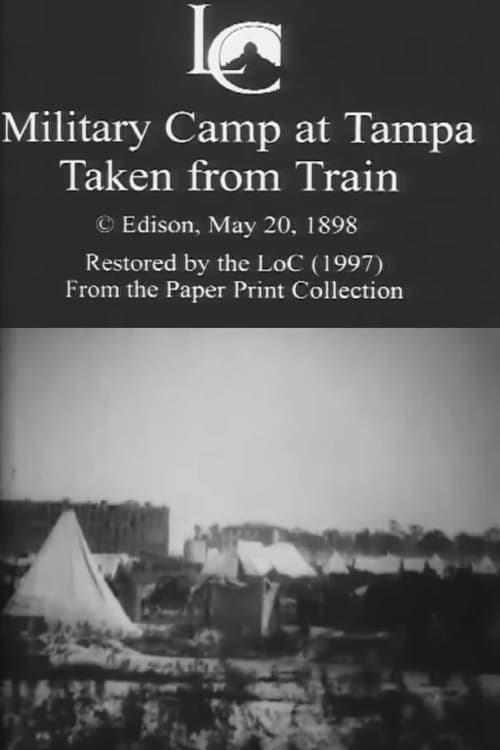 LC
Military Camp at Tampa
Taken from Train
© Edison, May 20, 1898
Restored by the LoC (1997)
From the Paper Print Collection